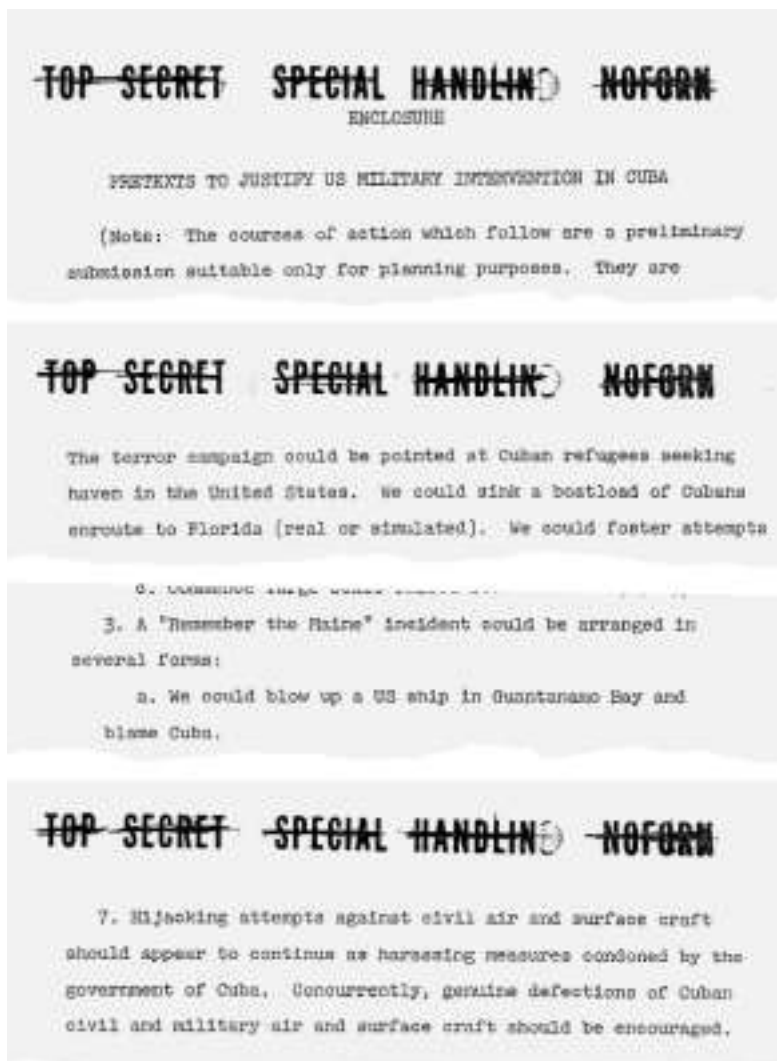 TOP SECRET SPECIAL HANDLING NOFORN
ENCLOSURE
PRETEXTS TO JUSTIFY US MILITARY INTERVENTION IN CUBA
(Note: The courses of action which follow are a preliminary
submission suitable only for planning purposes. They are
TOP SECRET SPECIAL HANDLING NOFORN
The terror campaign could be pointed at Cuban refugees seeking
haven in the United States. We could sink a boatload of Cubans
enroute to Florida (real or simulated). We could foster attempts
3. A "Remember the Maine" incident could be arranged in
several forms:
a. We could blow up a US ship in Guantanamo Bay and
blame Cuba.
TOP SECRET SPECIAL HANDLING NOFORN
7. Hijacking attempts against civil air and surface craft
should appear to continue as harassing measures condoned by the
government of Cuba. Concurrently, genuine defections of Cuban
civil and military air and surface craft should be encouraged.